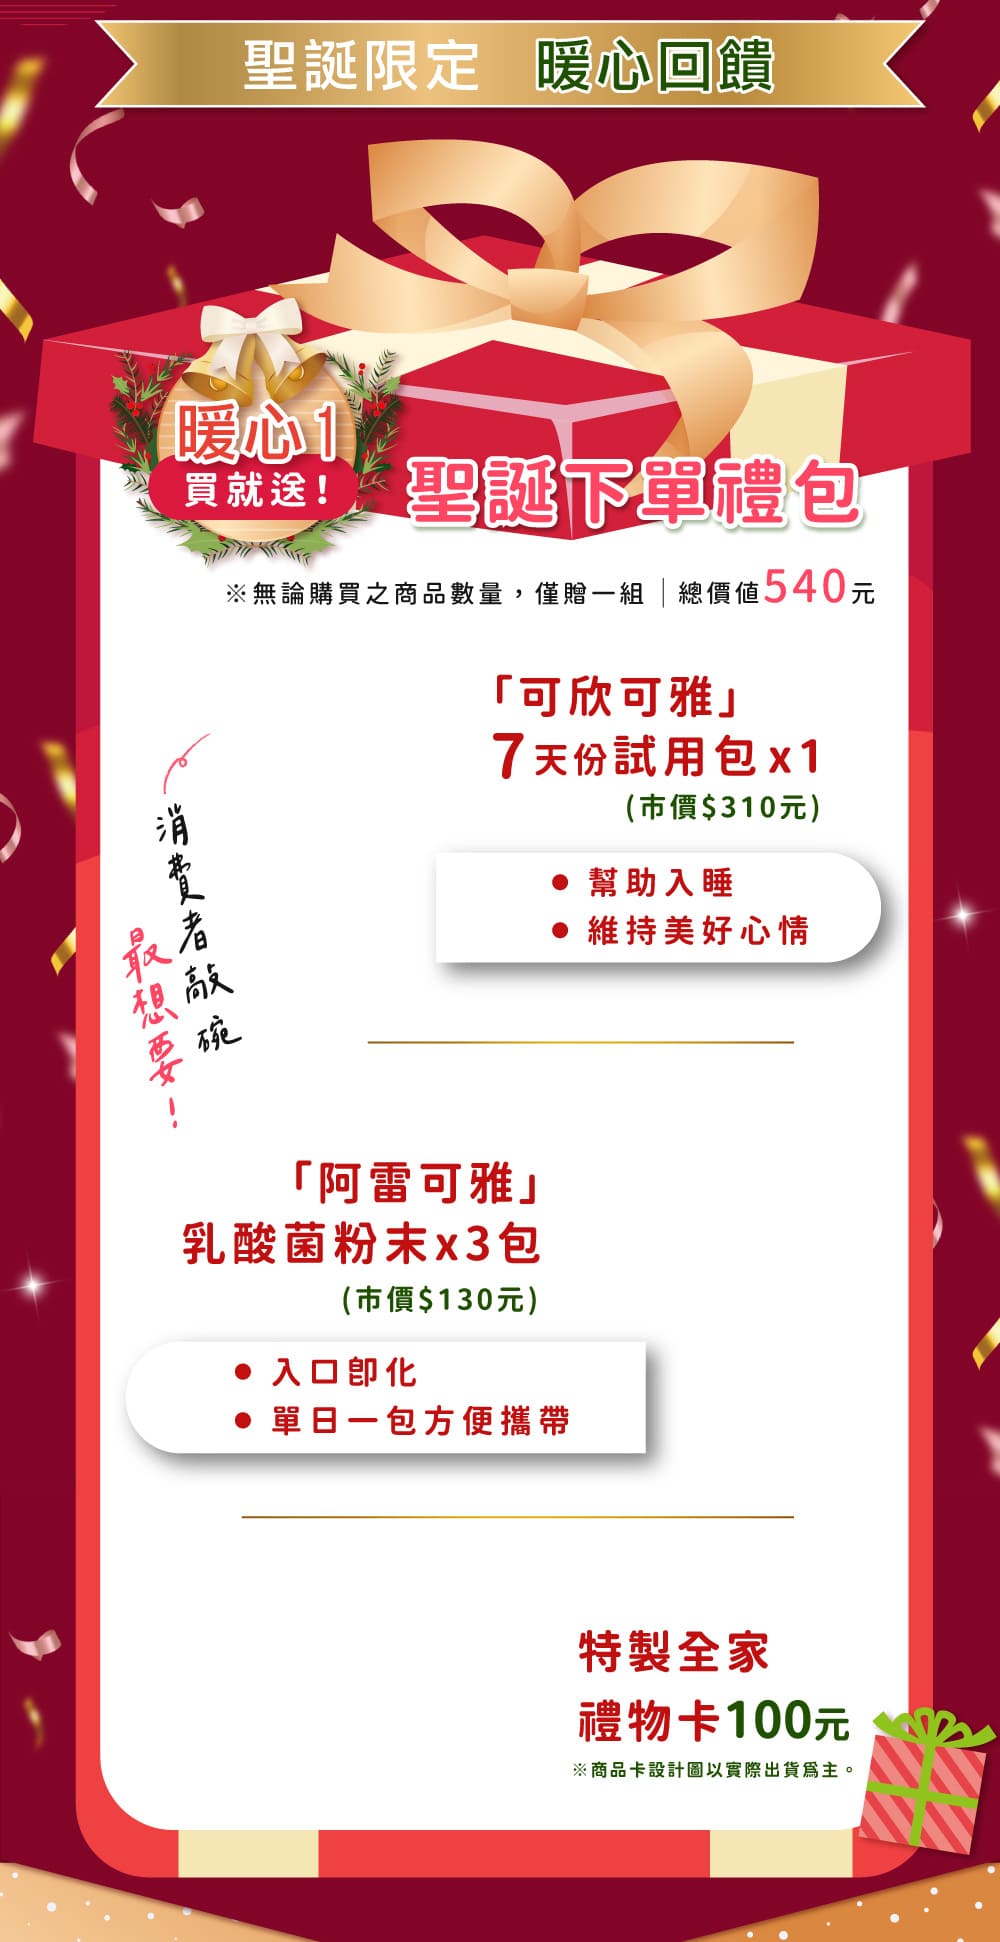 聖誕限定 暖心回饋
暖心1
買就送!
聖誕下單禮包
※無論購買之商品數量，僅贈一組｜總價值540元
「可欣可雅」
7天份試用包x1
(市價$310元)
● 幫助入睡
● 維持美好心情
消費者敲碗
最想要!
「阿雷可雅」
乳酸菌粉末x3包
(市價$130元)
● 入口即化
● 單日一包方便攜帶
特製全家
禮物卡100元
※商品卡設計圖以實際出貨為主。